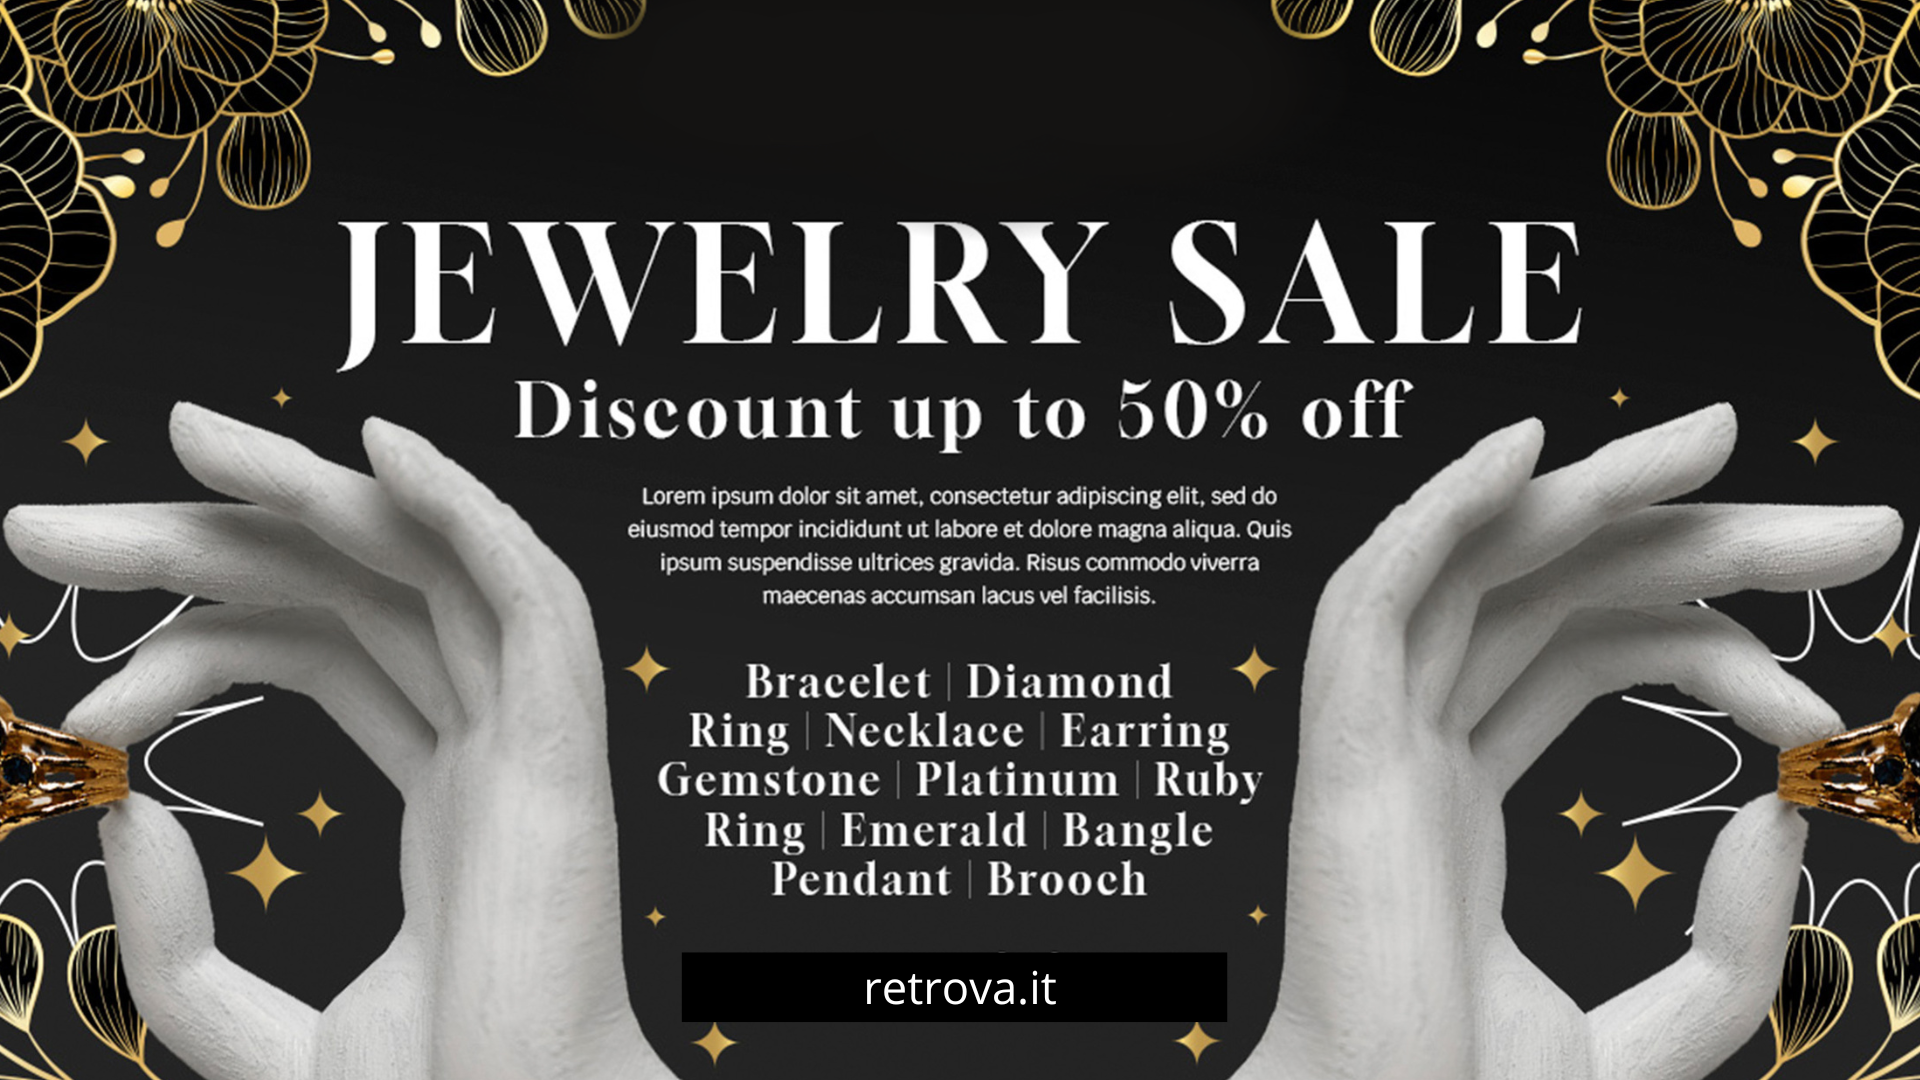 JEWELRY SALE
Discount up to 50% off
Lorem ipsum dolor sit amet, consectetur adipiscing elit, sed do
eiusmod tempor incididunt ut labore et dolore magna aliqua. Quis
ipsum suspendisse ultrices gravida. Risus commodo viverra
maecenas accumsan lacus vel facilisis.
Bracelet | Diamond
Ring | Necklace | Earring
Gemstone | Platinum | Ruby
Ring | Emerald | Bangle
Pendant | Brooch
retrova.it